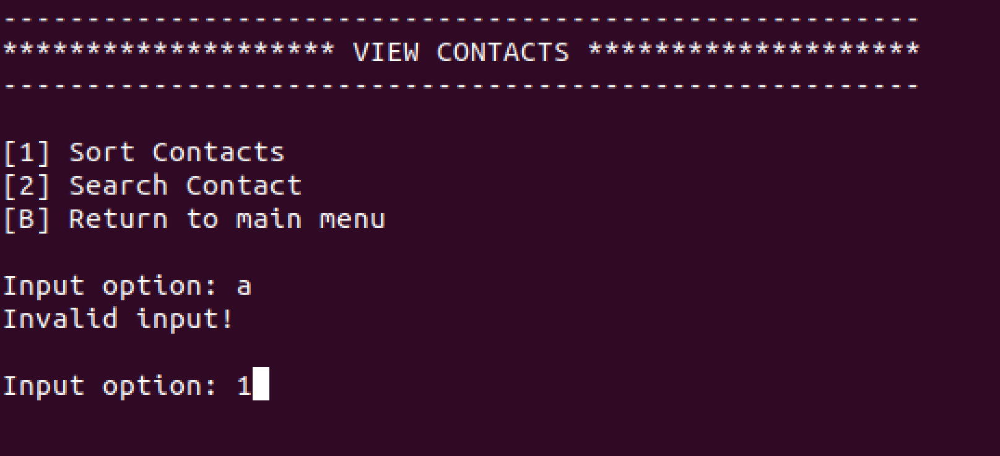 -------------------------------------------------------
******************** VIEW CONTACTS ********************
-------------------------------------------------------
[1] Sort Contacts
[2] Search Contact
[B] Return to main menu
Input option: a
Invalid input!
Input option: 1